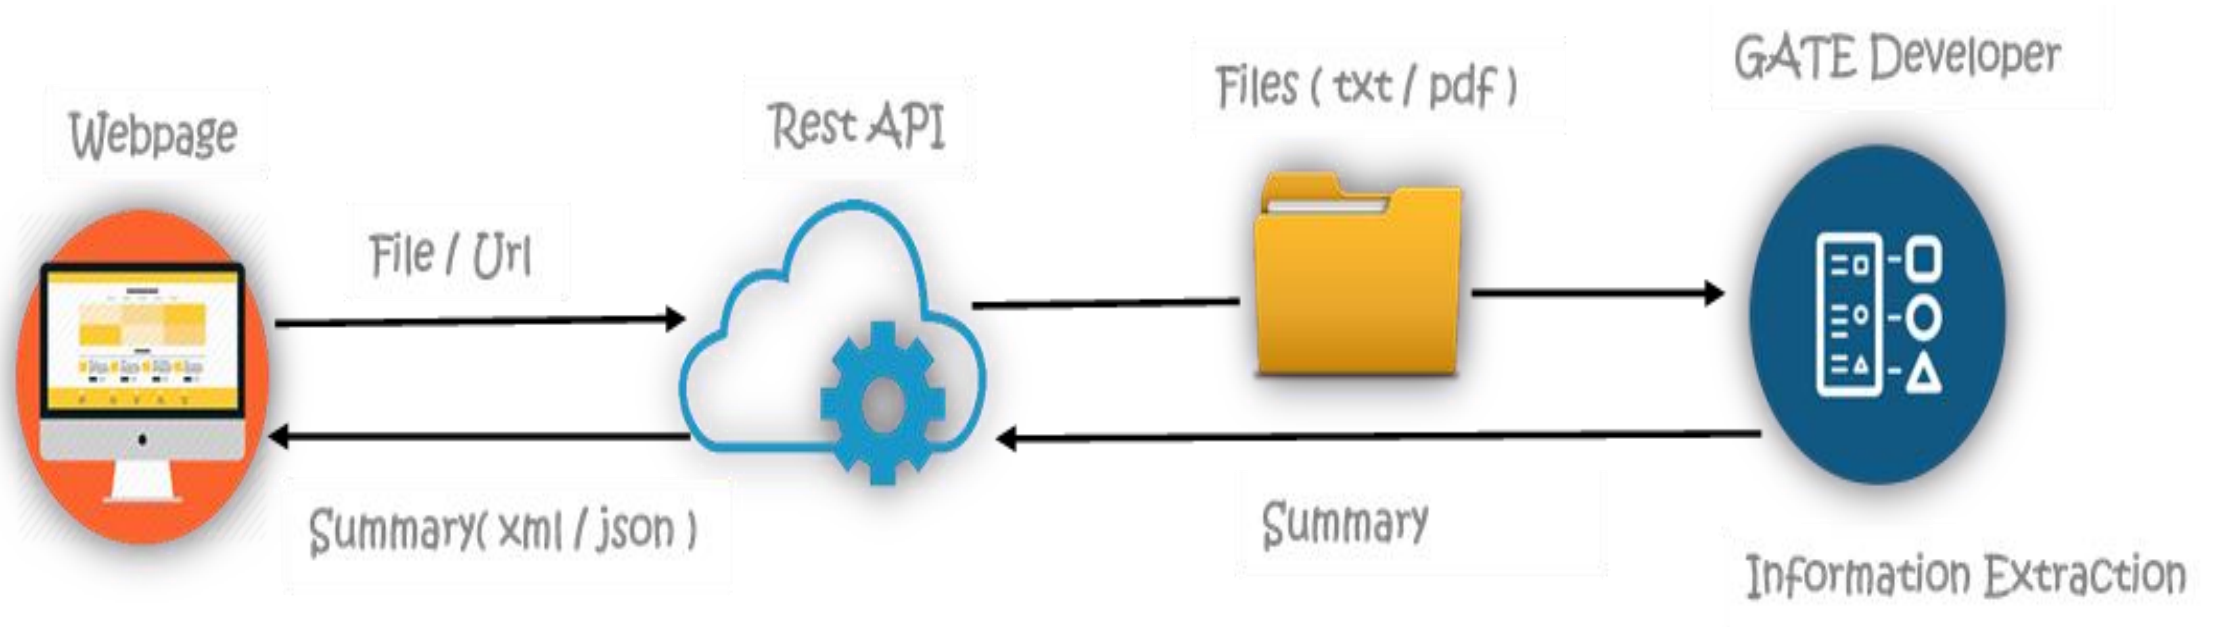 Webpage
File / Url
Summary( xml / json )
Rest API
Files ( txt / pdf )
Summary
GATE Developer
Information Extraction